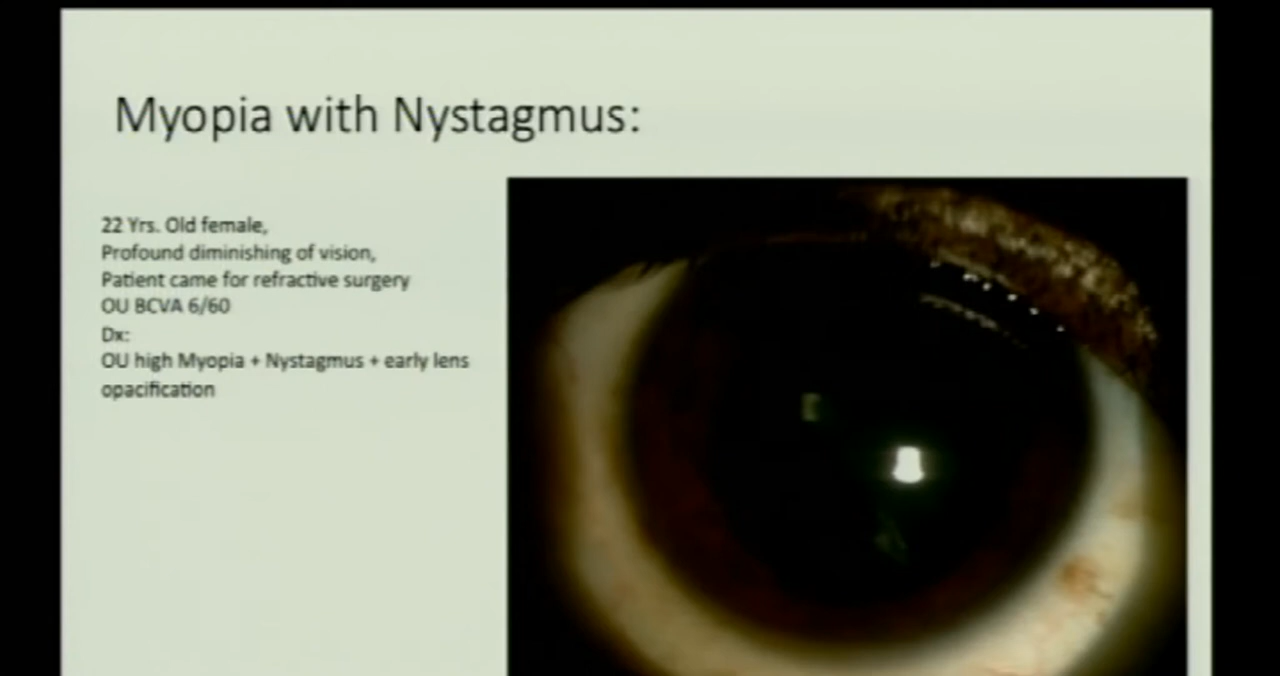 Myopia with Nystagmus:
22 Yrs. Old female,
Profound diminishing of vision,
Patient came for refractive surgery
OU BCVA 6/60
Dx:
OU high Myopia + Nystagmus + early lens
opacification